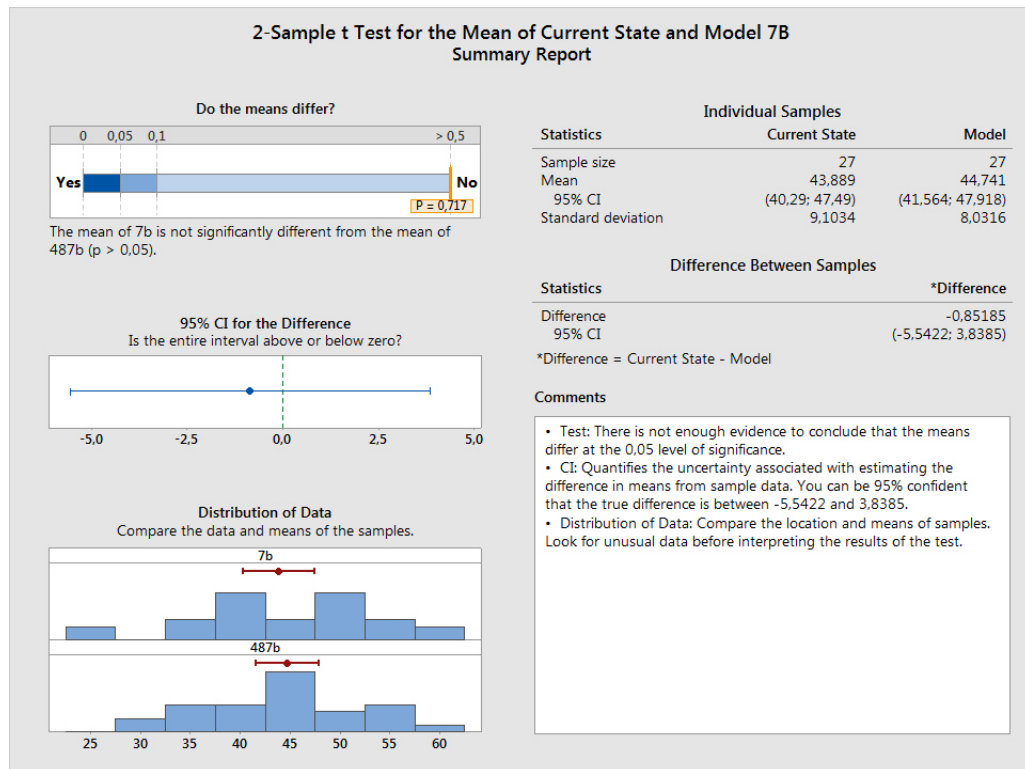 2-Sample t Test for the Mean of Current State and Model 7B
Summary Report
Do the means differ?
0 0,05 0,1 > 0,5
Yes No
P = 0,717
The mean of 7b is not significantly different from the mean of
487b (p > 0,05).
95% CI for the Difference
Is the entire interval above or below zero?
-5,0 -2,5 0,0 2,5 5,0
Distribution of Data
Compare the data and means of the samples.
7b
487b
25 30 35 40 45 50 55 60
Individual Samples
Statistics Current State Model
Sample size 27 27
Mean 43,889 44,741
95% CI (40,29; 47,49) (41,564; 47,918)
Standard deviation 9,1034 8,0316
Difference Between Samples
Statistics *Difference
Difference -0,85185
95% CI (-5,5422; 3,8385)
*Difference = Current State - Model
Comments
• Test: There is not enough evidence to conclude that the means
differ at the 0,05 level of significance.
• CI: Quantifies the uncertainty associated with estimating the
difference in means from sample data. You can be 95% confident
that the true difference is between -5,5422 and 3,8385.
• Distribution of Data: Compare the location and means of samples.
Look for unusual data before interpreting the results of the test.